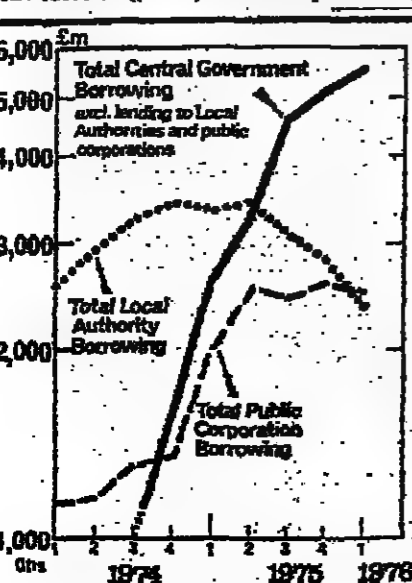 £m
6,000
Total Central Government
Borrowing
excl. lending to Local
Authorities and public
corporations
5,000
4,000
3,000
Total Local
Authority
Borrowing
2,000
Total Public
Corporation
Borrowing
1,000
Qtrs
1 2 3 4 1 2 3 4 1
1974 1975 1976